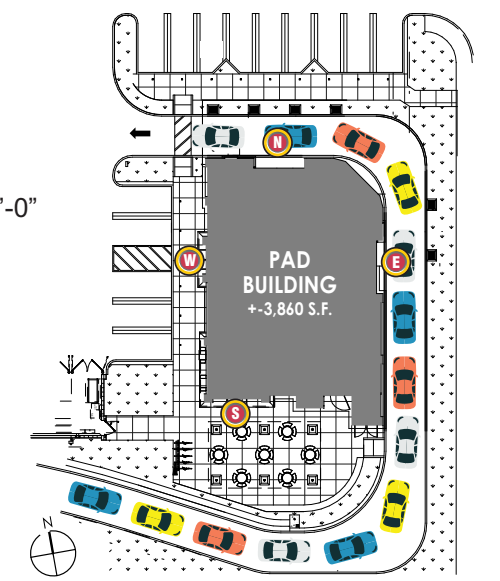 N
'-0"
W
PAD
BUILDING
+-3,860 S.F.
E
S
N